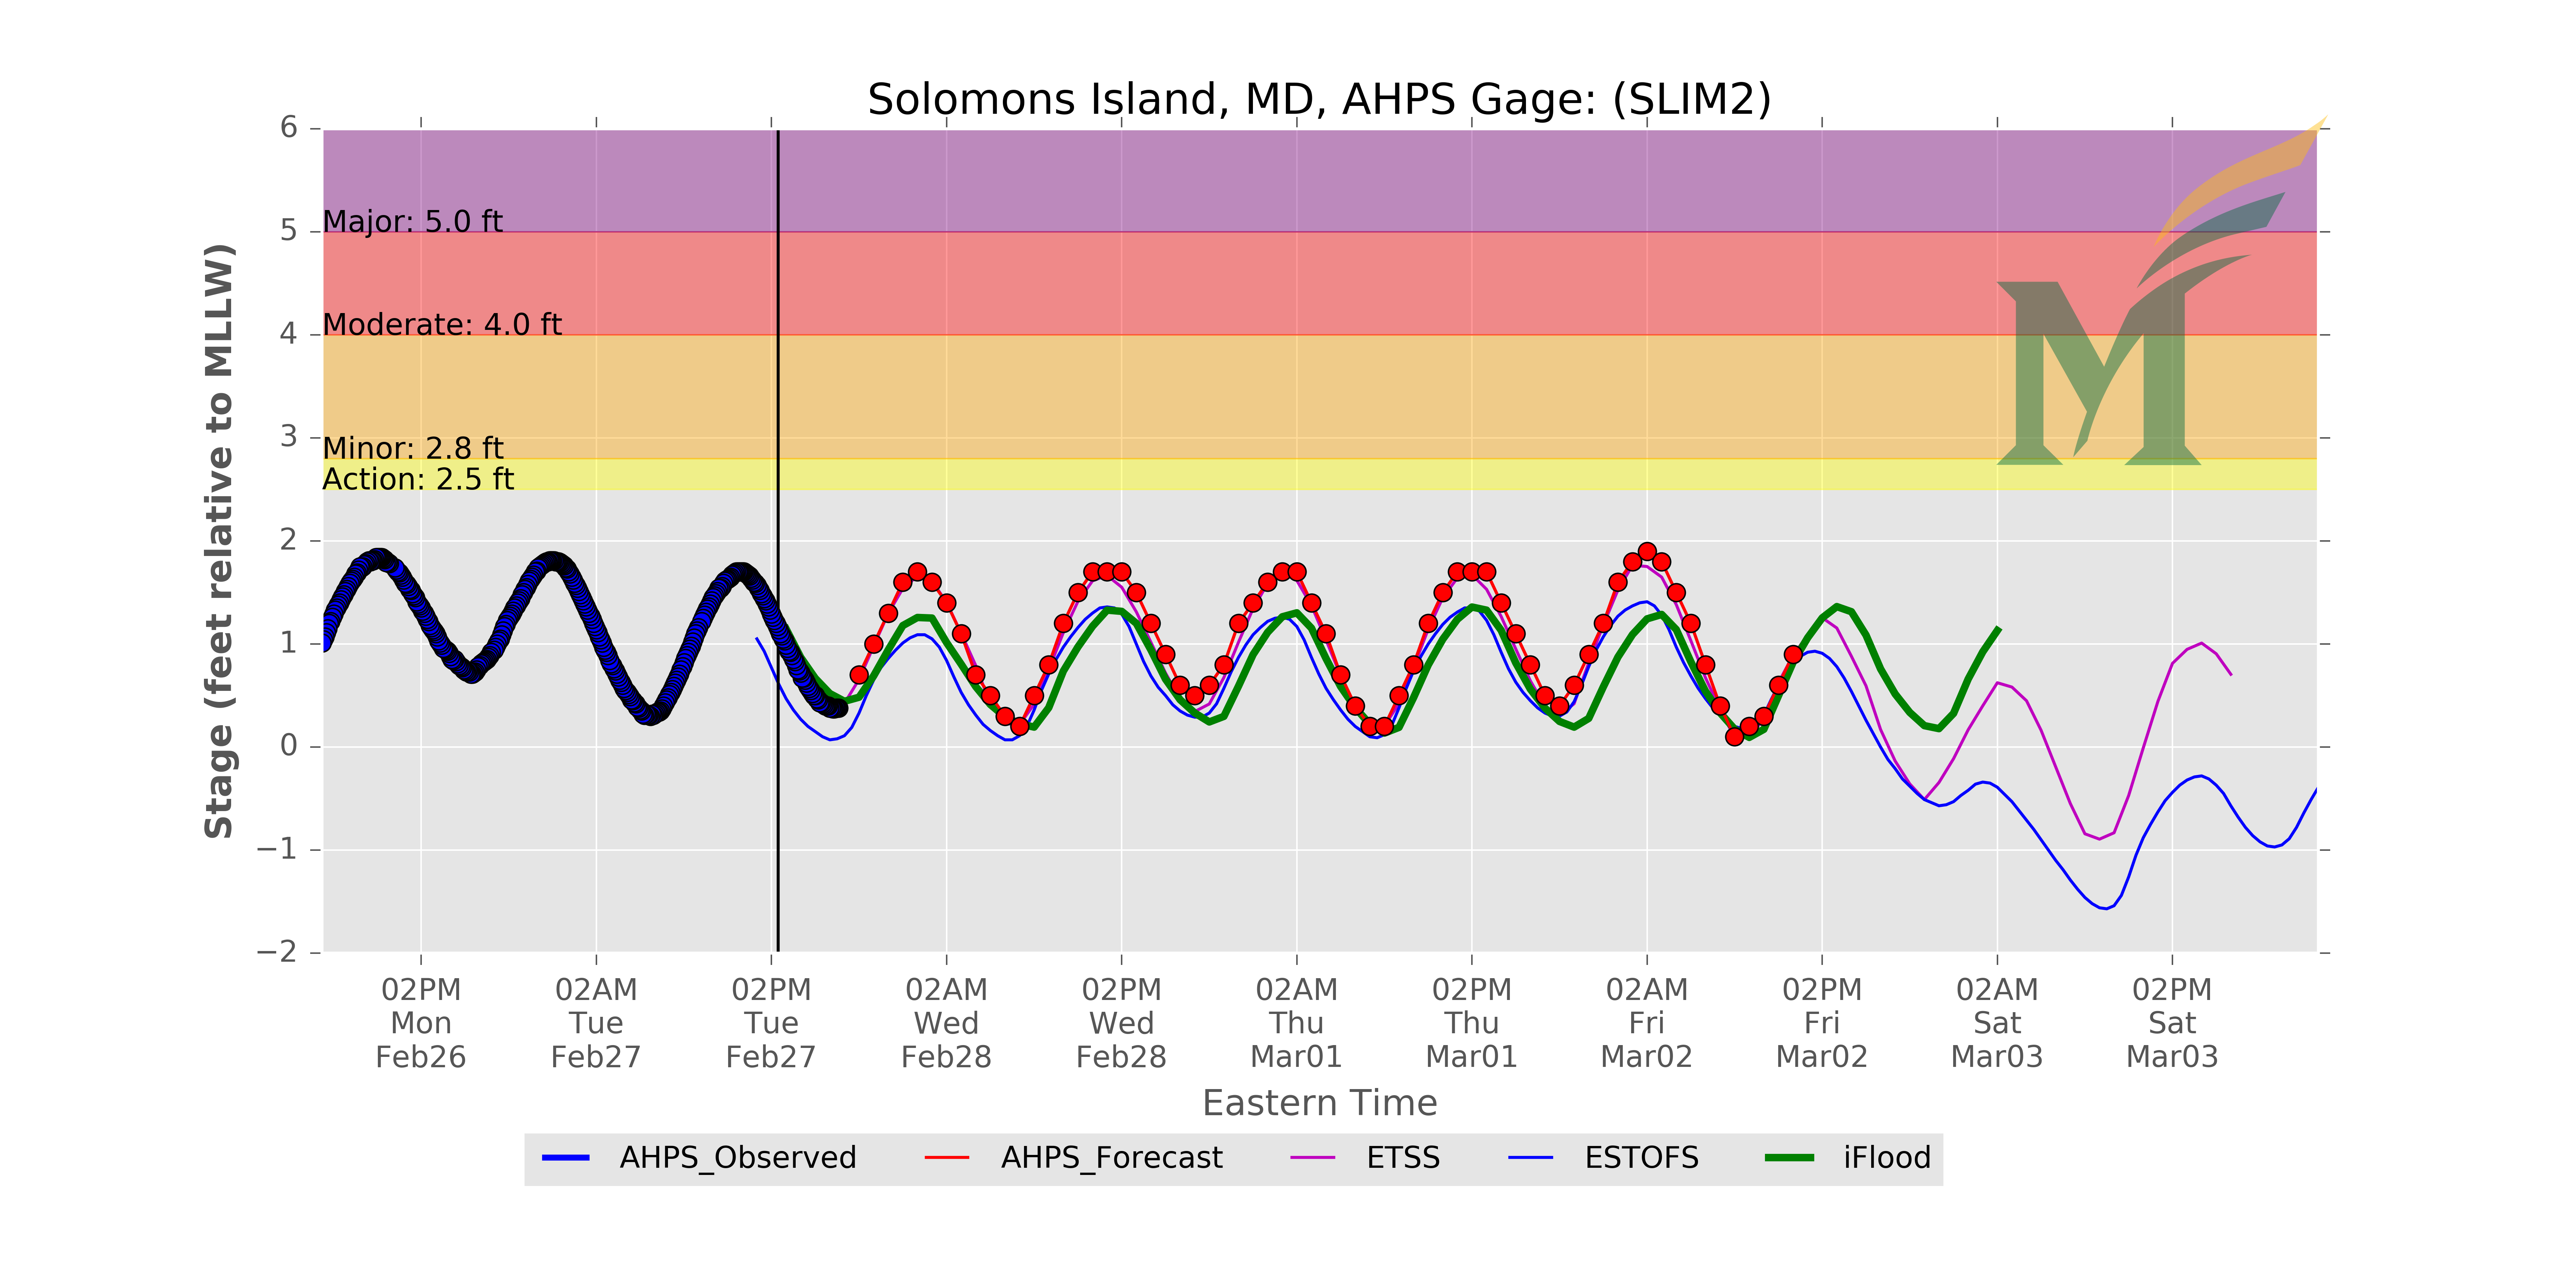 Solomons Island, MD, AHPS Gage: (SLIM2)
Stage (feet relative to MLLW)
6
5
4
3
2
1
0
−1
−2
Major: 5.0 ft
Moderate: 4.0 ft
Minor: 2.8 ft
Action: 2.5 ft
M
02PM 02AM 02PM 02AM 02PM 02AM 02PM 02AM 02PM 02AM 02PM
Mon Tue Tue Wed Wed Thu Thu Fri Fri Sat Sat
Feb26 Feb27 Feb27 Feb28 Feb28 Mar01 Mar01 Mar02 Mar02 Mar03 Mar03
Eastern Time
AHPS_Observed AHPS_Forecast ETSS ESTOFS iFlood